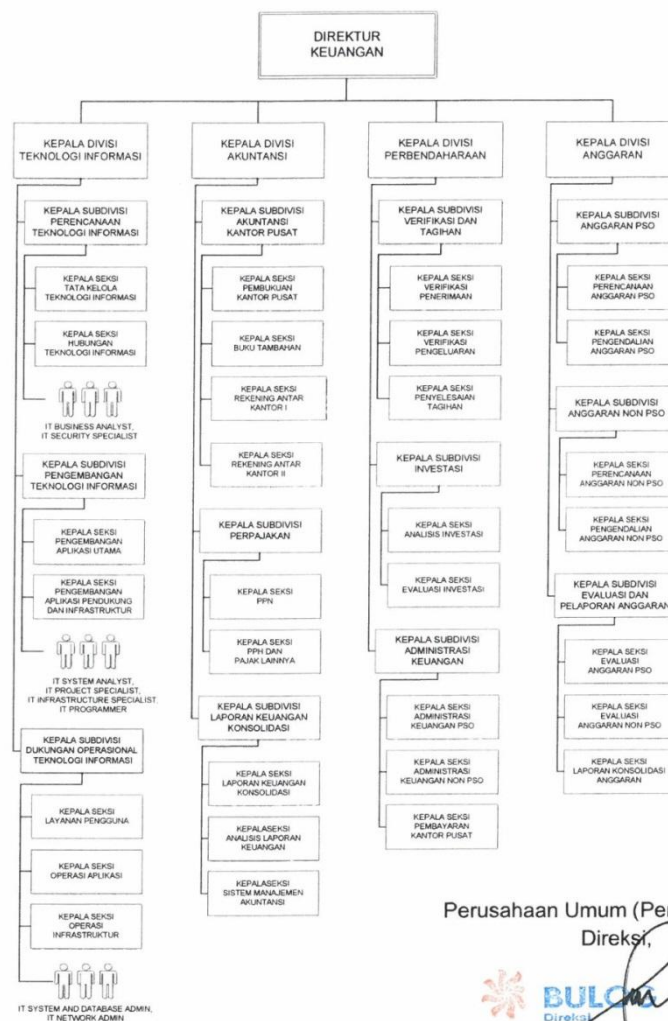 DIREKTUR
KEUANGAN
KEPALA DIVISI
TEKNOLOGI INFORMASI
KEPALA SUBDIVISI
PERENCANAAN
TEKNOLOGI INFORMASI
KEPALA SEKSI
TATA KELOLA
TEKNOLOGI INFORMASI
KEPALA SEKSI
HUBUNGAN
TEKNOLOGI INFORMASI
IT BUSINESS ANALYST,
IT SECURITY SPECIALIST
KEPALA SUBDIVISI
PENGEMBANGAN
TEKNOLOGI INFORMASI
KEPALA SEKSI
PENGEMBANGAN
APLIKASI UTAMA
KEPALA SEKSI
PENGEMBANGAN
APLIKASI PENDUKUNG
DAN INFRASTRUKTUR
IT SYSTEM ANALYST,
IT PROJECT SPECIALIST,
IT INFRASTRUCTURE SPECIALIST
IT PROGRAMMER
KEPALA SUBDIVISI
DUKUNGAN OPERASIONAL
TEKNOLOGI INFORMASI
KEPALA SEKSI
LAYANAN PENGGUNA
KEPALA SEKSI
OPERASI APLIKASI
KEPALA SEKSI
OPERASI
INFRASTRUKTUR
IT SYSTEM AND DATABASE ADMIN,
IT NETWORK ADMIN
KEPALA DIVISI
AKUNTANSI
KEPALA SUBDIVISI
AKUNTANSI
KANTOR PUSAT
KEPALA SEKSI
PEMBUKUAN
KANTOR PUSAT
KEPALA SEKSI
BUKU TAMBAHAN
KEPALA SEKSI
REKENING ANTAR
KANTOR I
KEPALA SEKSI
REKENING ANTAR
KANTOR II
KEPALA SUBDIVISI
PERPAJAKAN
KEPALA SEKSI
PPN
KEPALA SEKSI
PPH DAN
PAJAK LAINNYA
KEPALA SUBDIVISI
LAPORAN KEUANGAN
KONSOLIDASI
KEPALA SEKSI
LAPORAN KEUANGAN
KONSOLIDASI
KEPALASEKSI
ANALISIS LAPORAN
KEUANGAN
KEPALASEKSI
SISTEM MANAJEMEN
AKUNTANSI
KEPALA DIVISI
PERBENDAHARAAN
KEPALA SUBDIVISI
VERIFIKASI DAN
TAGIHAN
KEPALA SEKSI
VERIFIKASI
PENERIMAAN
KEPALA SEKSI
VERIFIKASI
PENGELUARAN
KEPALA SEKSI
PENYELESAIAN
TAGIHAN
KEPALA SUBDIVISI
INVESTASI
KEPALA SEKSI
ANALISIS INVESTASI
KEPALA SEKSI
EVALUASI INVESTASI
KEPALA SUBDIVISI
ADMINISTRASI
KEUANGAN
KEPALA SEKSI
ADMINISTRASI
KEUANGAN PSO
KEPALA SEKSI
ADMINISTRASI
KEUANGAN NON PSO
KEPALA SEKSI
PEMBAYARAN
KANTOR PUSAT
KEPALA DIVISI
ANGGARAN
KEPALA SUBDIVISI
ANGGARAN PSO
KEPALA SEKSI
PERENCANAAN
ANGGARAN PSO
KEPALA SEKSI
PENGENDALIAN
ANGGARAN PSO
KEPALA SUBDIVISI
ANGGARAN NON PSO
KEPALA SEKSI
PERENCANAAN
ANGGARAN NON PSO
KEPALA SEKSI
PENGENDALIAN
ANGGARAN NON PSO
KEPALA SUBDIVISI
EVALUASI DAN
PELAPORAN ANGGARAN
KEPALA SEKSI
EVALUASI
ANGGARAN PSO
KEPALA SEKSI
EVALUASI
ANGGARAN NON PSO
KEPALA SEKSI
LAPORAN KONSOLIDASI
ANGGARAN
Perusahaan Umum (Per
Direksi,
BULOG
Direksi